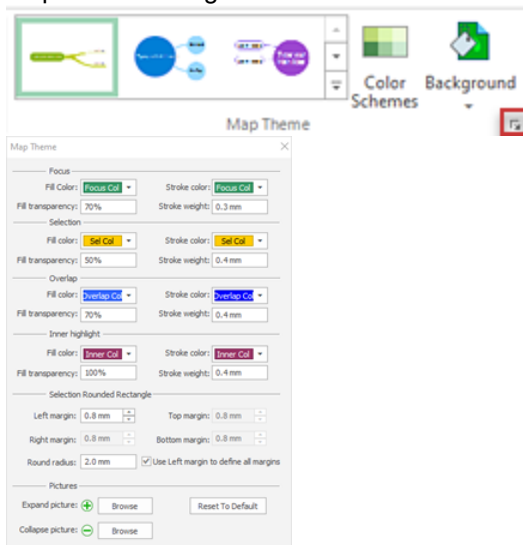 Color Schemes
Background
Map Theme
Map Theme
Focus
Fill Color: Focus Col Stroke color: Focus Col
Fill transparency: 70% Stroke weight: 0.3 mm
Selection
Fill color: Sel Col Stroke color: Sel Col
Fill transparency: 50% Stroke weight: 0.4 mm
Overlap
Fill color: Overlap Col Stroke color: Overlap Col
Fill transparency: 70% Stroke weight: 0.4 mm
Inner highlight
Fill color: Inner Col Stroke color: Inner Col
Fill transparency: 100% Stroke weight: 0.4 mm
Selection Rounded Rectangle
Left margin: 0.8 mm Top margin: 0.8 mm
Right margin: 0.8 mm Bottom margin: 0.8 mm
Round radius: 2.0 mm Use Left margin to define all margins
Pictures
Expand picture: Browse Reset To Default
Collapse picture: Browse